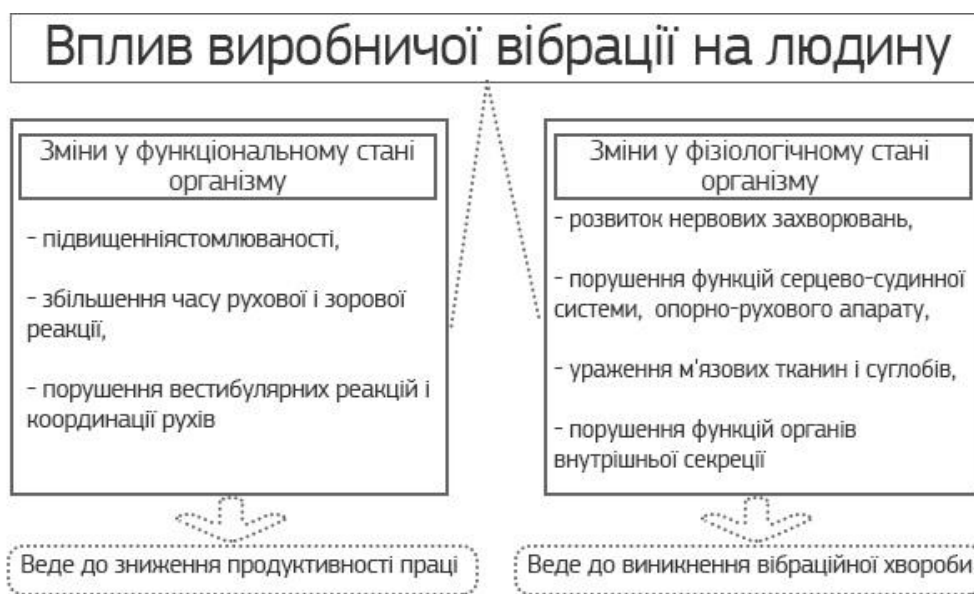 Вплив виробничої вібрації на людину
Зміни у функціональному стані
організму
- підвищенніястомлюваності,
- збільшення часу рухової і зорової
реакції,
- порушення вестибулярних реакцій і
координації рухів
Веде до зниження продуктивності праці
Зміни у фізіологічному стані
організму
- розвиток нервових захворювань,
- порушення функцій серцево-судинної
системи, опорно-рухового апарату,
- ураження м'язових тканин і суглобів,
- порушення функцій органів
внутрішньої секреції
Веде до виникнення вібраційної хвороби